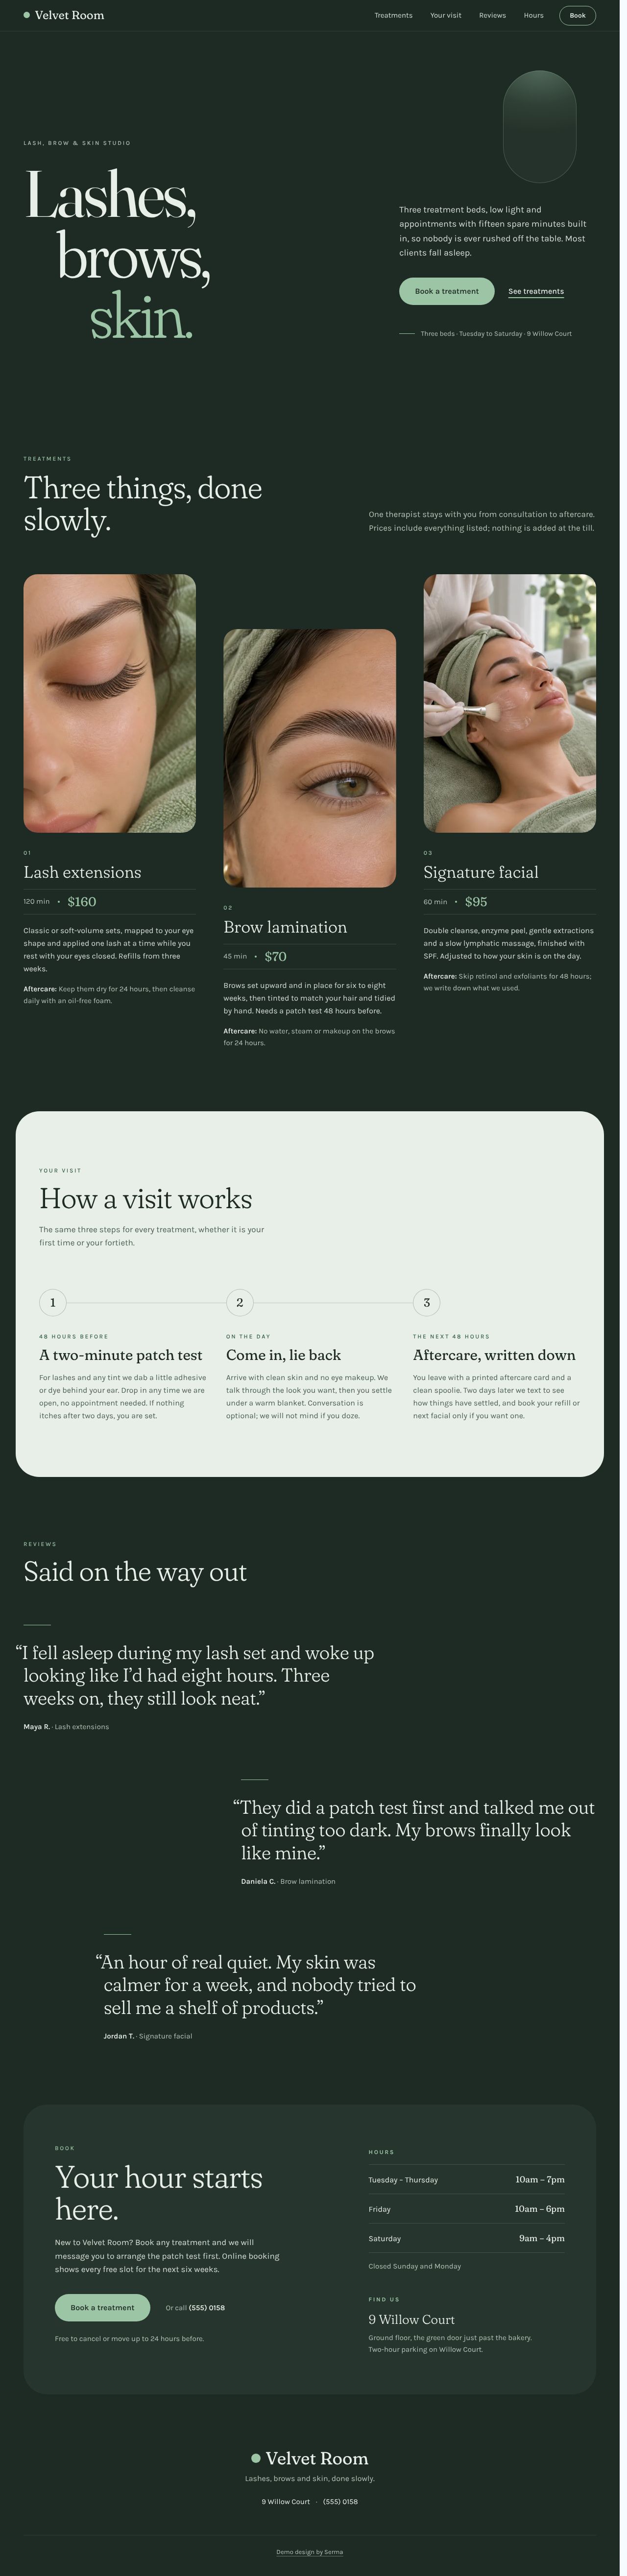 Velvet Room
Treatments
Your visit
Reviews
Hours
Book
LASH, BROW & SKIN STUDIO
Lashes,
brows,
skin.
Three treatment beds, low light and
appointments with fifteen spare minutes built
in, so nobody is ever rushed off the table. Most
clients fall asleep.
Book a treatment
See treatments
Three beds · Tuesday to Saturday · 9 Willow Court
TREATMENTS
Three things, done
slowly.
One therapist stays with you from consultation to aftercare.
Prices include everything listed; nothing is added at the till.
01
Lash extensions
120 min • $160
Classic or soft-volume sets, mapped to your eye
shape and applied one lash at a time while you
rest with your eyes closed. Refills from three
weeks.
Aftercare: Keep them dry for 24 hours, then cleanse
daily with an oil-free foam.
02
Brow lamination
45 min • $70
Brows set upward and in place for six to eight
weeks, then tinted to match your hair and tidied
by hand. Needs a patch test 48 hours before.
Aftercare: No water, steam or makeup on the brows
for 24 hours.
03
Signature facial
60 min • $95
Double cleanse, enzyme peel, gentle extractions
and a slow lymphatic massage, finished with
SPF. Adjusted to how your skin is on the day.
Aftercare: Skip retinol and exfoliants for 48 hours;
we write down what we used.
YOUR VISIT
How a visit works
The same three steps for every treatment, whether it is your
first time or your fortieth.
1
48 HOURS BEFORE
A two-minute patch test
For lashes and any tint we dab a little adhesive
or dye behind your ear. Drop in any time we are
open, no appointment needed. If nothing
itches after two days, you are set.
2
ON THE DAY
Come in, lie back
Arrive with clean skin and no eye makeup. We
talk through the look you want, then you settle
under a warm blanket. Conversation is
optional; we will not mind if you doze.
3
THE NEXT 48 HOURS
Aftercare, written down
You leave with a printed aftercare card and a
clean spoolie. Two days later we text to see
how things have settled, and book your refill or
next facial only if you want one.
REVIEWS
Said on the way out
“I fell asleep during my lash set and woke up
looking like I’d had eight hours. Three
weeks on, they still look neat.”
Maya R. · Lash extensions
“They did a patch test first and talked me out
of tinting too dark. My brows finally look
like mine.”
Daniela C. · Brow lamination
“An hour of real quiet. My skin was
calmer for a week, and nobody tried to
sell me a shelf of products.”
Jordan T. · Signature facial
BOOK
Your hour starts
here.
New to Velvet Room? Book any treatment and we will
message you to arrange the patch test first. Online booking
shows every free slot for the next six weeks.
Book a treatment
Or call (555) 0158
Free to cancel or move up to 24 hours before.
HOURS
Tuesday – Thursday 10am – 7pm
Friday 10am – 6pm
Saturday 9am – 4pm
Closed Sunday and Monday
FIND US
9 Willow Court
Ground floor, the green door just past the bakery.
Two-hour parking on Willow Court.
Velvet Room
Lashes, brows and skin, done slowly.
9 Willow Court · (555) 0158
Demo design by Serma